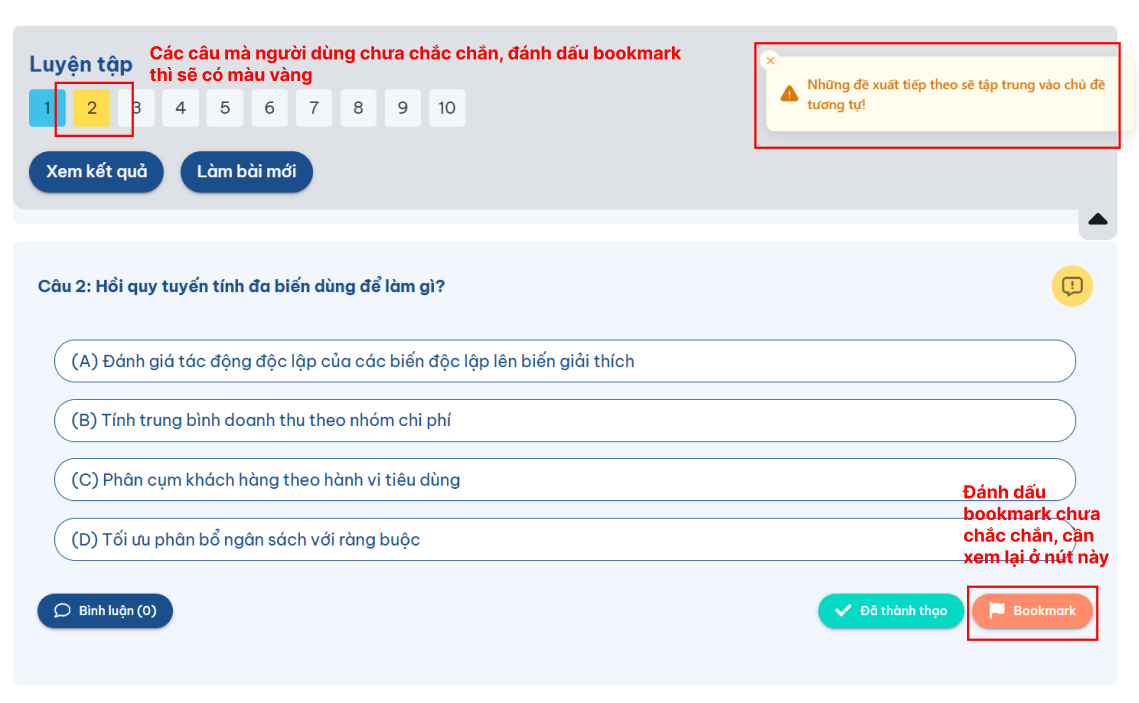 Luyện tập
Các câu mà người dùng chưa chắc chắn, đánh dấu bookmark
thì sẽ có màu vàng
Những đề xuất tiếp theo sẽ tập trung vào chủ đề
tương tự!
1 2 3 4 5 6 7 8 9 10
Xem kết quả Làm bài mới
Câu 2: Hồi quy tuyến tính đa biến dùng để làm gì?
(A) Đánh giá tác động độc lập của các biến độc lập lên biến giải thích
(B) Tính trung bình doanh thu theo nhóm chi phí
(C) Phân cụm khách hàng theo hành vi tiêu dùng
(D) Tối ưu phân bổ ngân sách với ràng buộc
Đánh dấu
bookmark chưa
chắc chắn, cần
xem lại ở nút này
Bình luận (0) Đã thành thạo Bookmark